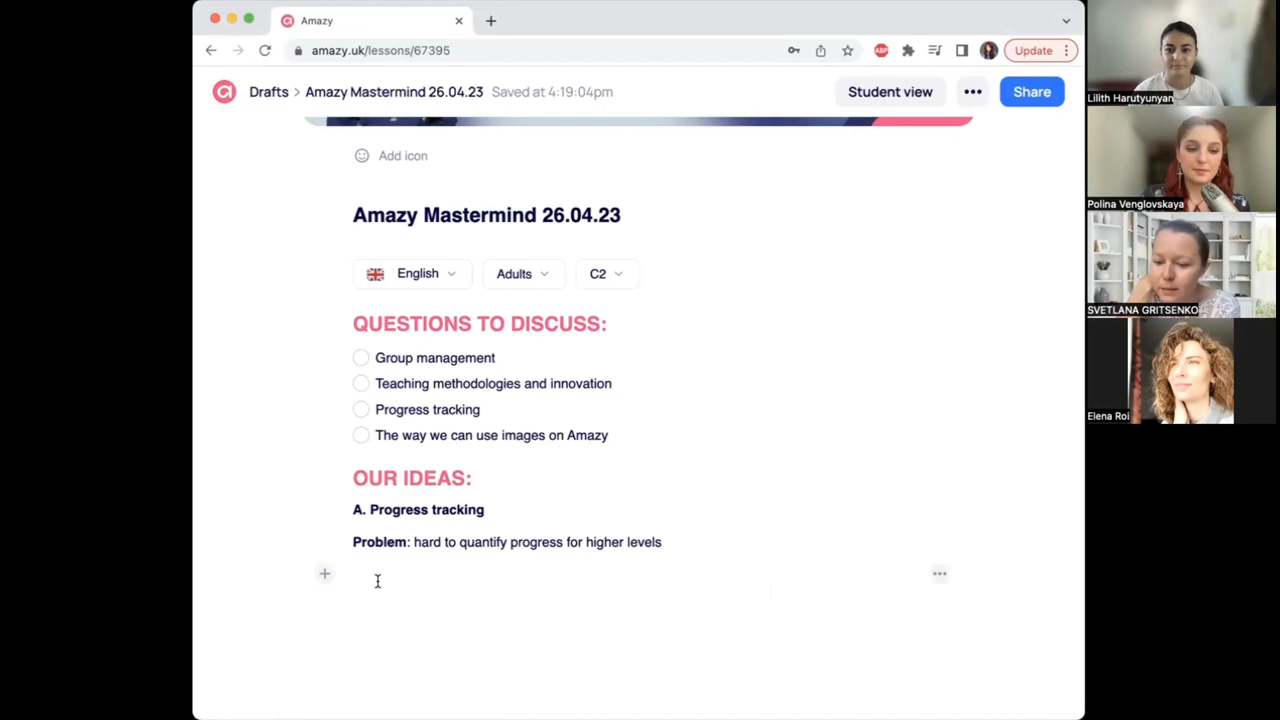 Amazy
amazy.uk/lessons/67395
ABP
Update
Drafts > Amazy Mastermind 26.04.23 Saved at 4:19:04pm
Student view
Share
Add icon
Amazy Mastermind 26.04.23
English
Adults
C2
QUESTIONS TO DISCUSS:
Group management
Teaching methodologies and innovation
Progress tracking
The way we can use images on Amazy
OUR IDEAS:
A. Progress tracking
Problem: hard to quantify progress for higher levels
Lilith Harutyunyan
Polina Venglovskaya
SVETLANA GRITSENKO
Elena Roi